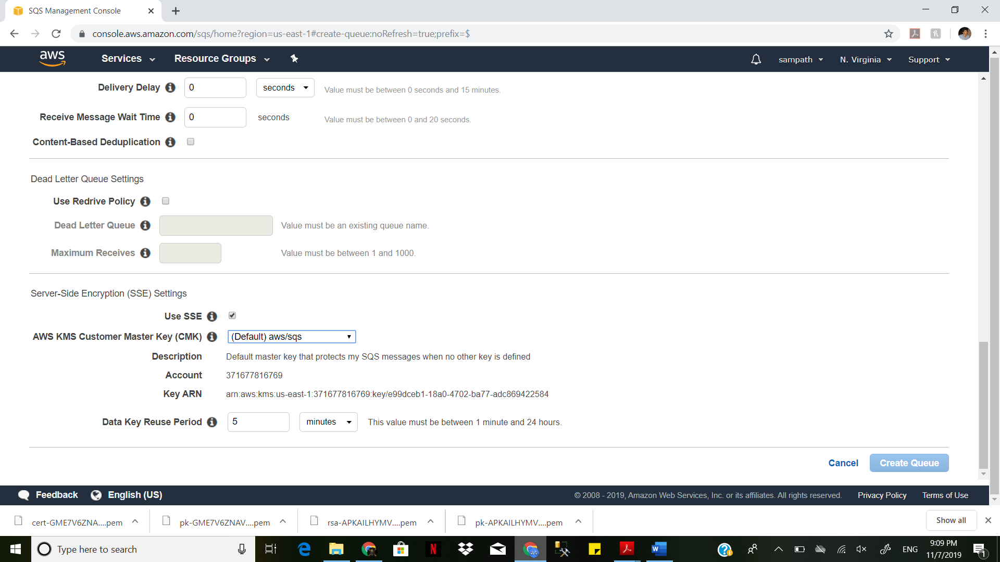 SQS Management Console
console.aws.amazon.com/sqs/home?region=us-east-1#create-queue:noRefresh=true;prefix=$
aws Services Resource Groups sampath N. Virginia Support
Delivery Delay 0 seconds Value must be between 0 seconds and 15 minutes.
Receive Message Wait Time 0 seconds Value must be between 0 and 20 seconds.
Content-Based Deduplication
Dead Letter Queue Settings
Use Redrive Policy
Dead Letter Queue Value must be an existing queue name.
Maximum Receives Value must be between 1 and 1000.
Server-Side Encryption (SSE) Settings
Use SSE
AWS KMS Customer Master Key (CMK) (Default) aws/sqs
Description Default master key that protects my SQS messages when no other key is defined
Account 371677816769
Key ARN arn:aws:kms:us-east-1:371677816769:key/e99dceb1-18a0-4702-ba77-adc869422584
Data Key Reuse Period 5 minutes This value must be between 1 minute and 24 hours.
Cancel Create Queue
Feedback English (US) © 2008 - 2019, Amazon Web Services, Inc. or its affiliates. All rights reserved. Privacy Policy Terms of Use
cert-GME7V6ZNA....pem pk-GME7V6ZNAV....pem rsa-APKAILHYMV....pem pk-APKAILHYMV....pem Show all
Type here to search ENG 9:09 PM
11/7/2019 1